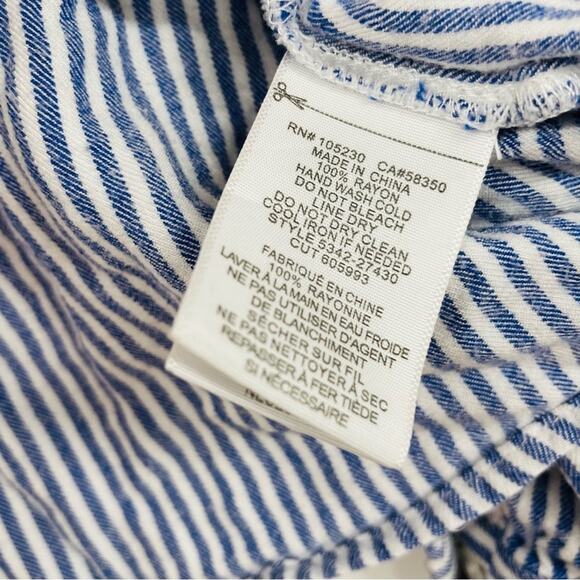 RN# 105230 CA#58350
MADE IN CHINA
100% RAYON
HAND WASH COLD
DO NOT BLEACH
LINE DRY
DO NOT DRY CLEAN
COOL IRON IF NEEDED
STYLE 5342-27430
CUT 605993
FABRIQUÉ EN CHINE
100% RAYONNE
LAVER À LA MAIN EN EAU FROIDE
NE PAS UTILISER D'AGENT
DE BLANCHIMENT
SÉCHER SUR FIL
NE PAS NETTOYER À SEC
REPASSER À FER TIÈDE
SI NÉCESSAIRE